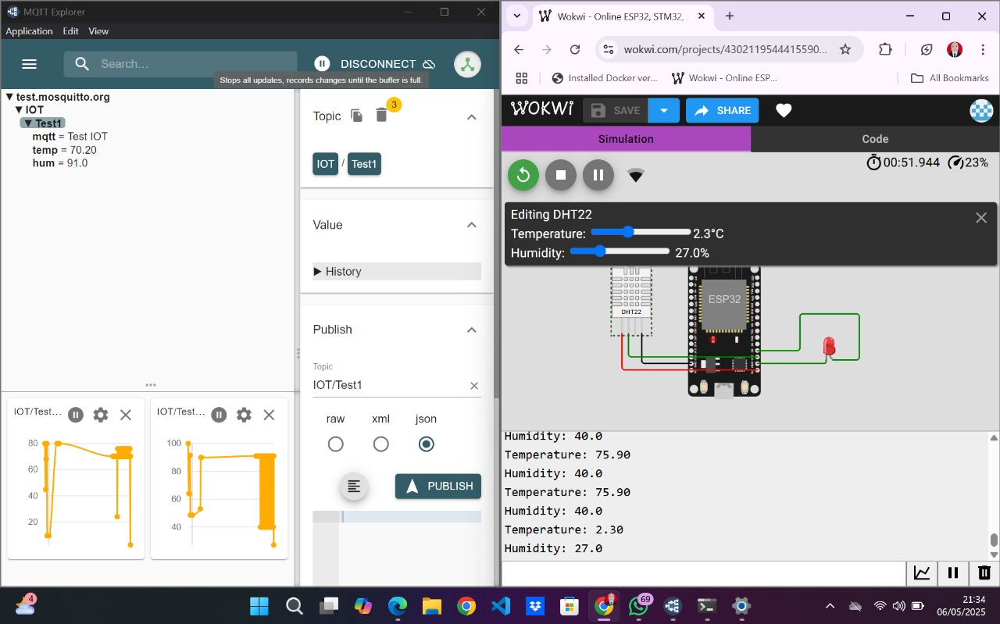 MQTT Explorer
Application Edit View
Search...
DISCONNECT
Stops all updates, records changes until the buffer is full.
▼ test.mosquitto.org
▼ IOT
▼ Test1
mqtt = Test IOT
temp = 70.20
hum = 91.0
Topic 3
IOT / Test1
Value
▶ History
Publish
Topic
IOT/Test1
raw xml json
PUBLISH
IOT/Test...
80
60
40
20
IOT/Test...
100
80
60
40
Wokwi - Online ESP32, STM32,
wokwi.com/projects/4302119544415590...
Installed Docker ver...
Wokwi - Online ESP...
All Bookmarks
WOKWI
SAVE
SHARE
Simulation Code
00:51.944 23%
Editing DHT22
Temperature: 2.3°C
Humidity: 27.0%
DHT22
ESP32
Humidity: 40.0
Temperature: 75.90
Humidity: 40.0
Temperature: 75.90
Humidity: 40.0
Temperature: 2.30
Humidity: 27.0
4
69
21:34
06/05/2025